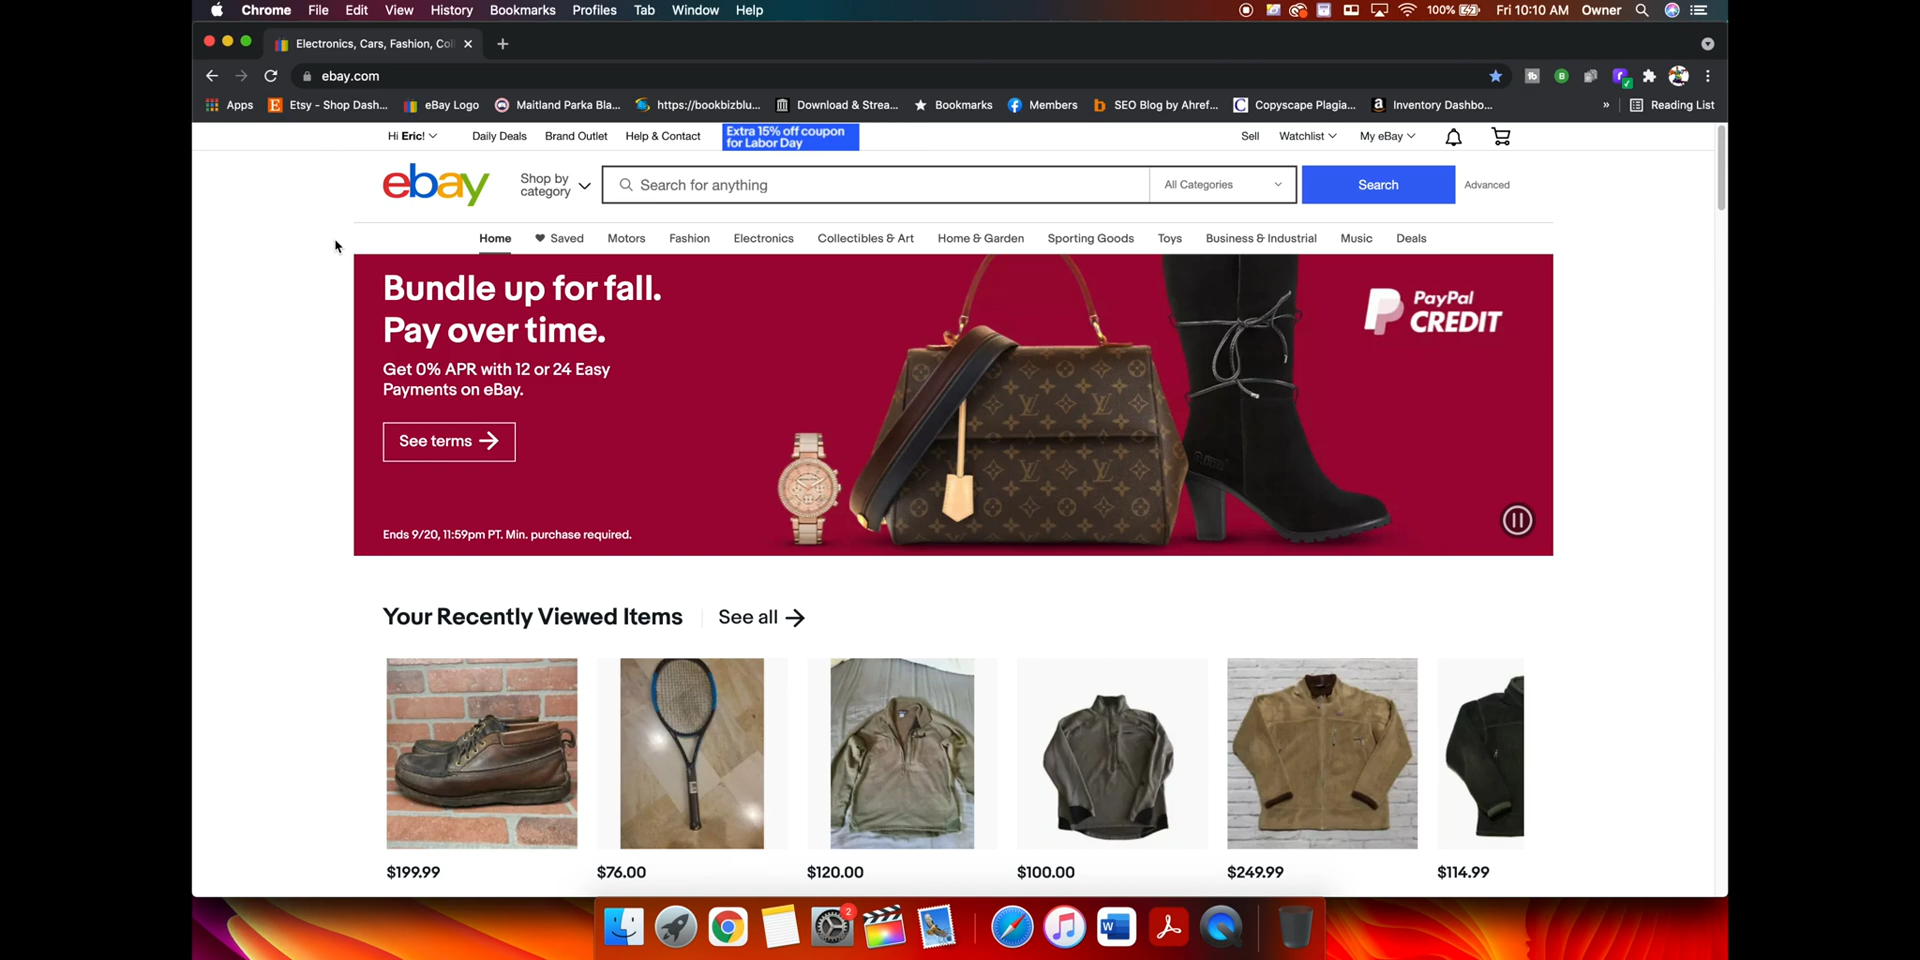 Chrome File Edit View History Bookmarks Profiles Tab Window Help 100% Fri 10:10 AM Owner
Electronics, Cars, Fashion, Col
ebay.com
Apps Etsy - Shop Dash... eBay Logo Maitland Parka Bla... https://bookbizblu... Download & Strea... Bookmarks Members SEO Blog by Ahref... Copyscape Plagia... Inventory Dashbo... » Reading List
Hi Eric! Daily Deals Brand Outlet Help & Contact Extra 15% off coupon
for Labor Day
Sell Watchlist My eBay
ebay Shop by
category
Search for anything All Categories Search Advanced
Home Saved Motors Fashion Electronics Collectibles & Art Home & Garden Sporting Goods Toys Business & Industrial Music Deals
Bundle up for fall.
Pay over time.
Get 0% APR with 12 or 24 Easy
Payments on eBay.
See terms
Ends 9/20, 11:59pm PT. Min. purchase required.
PayPal
CREDIT
Your Recently Viewed Items See all
$199.99 $76.00 $120.00 $100.00 $249.99 $114.99
2